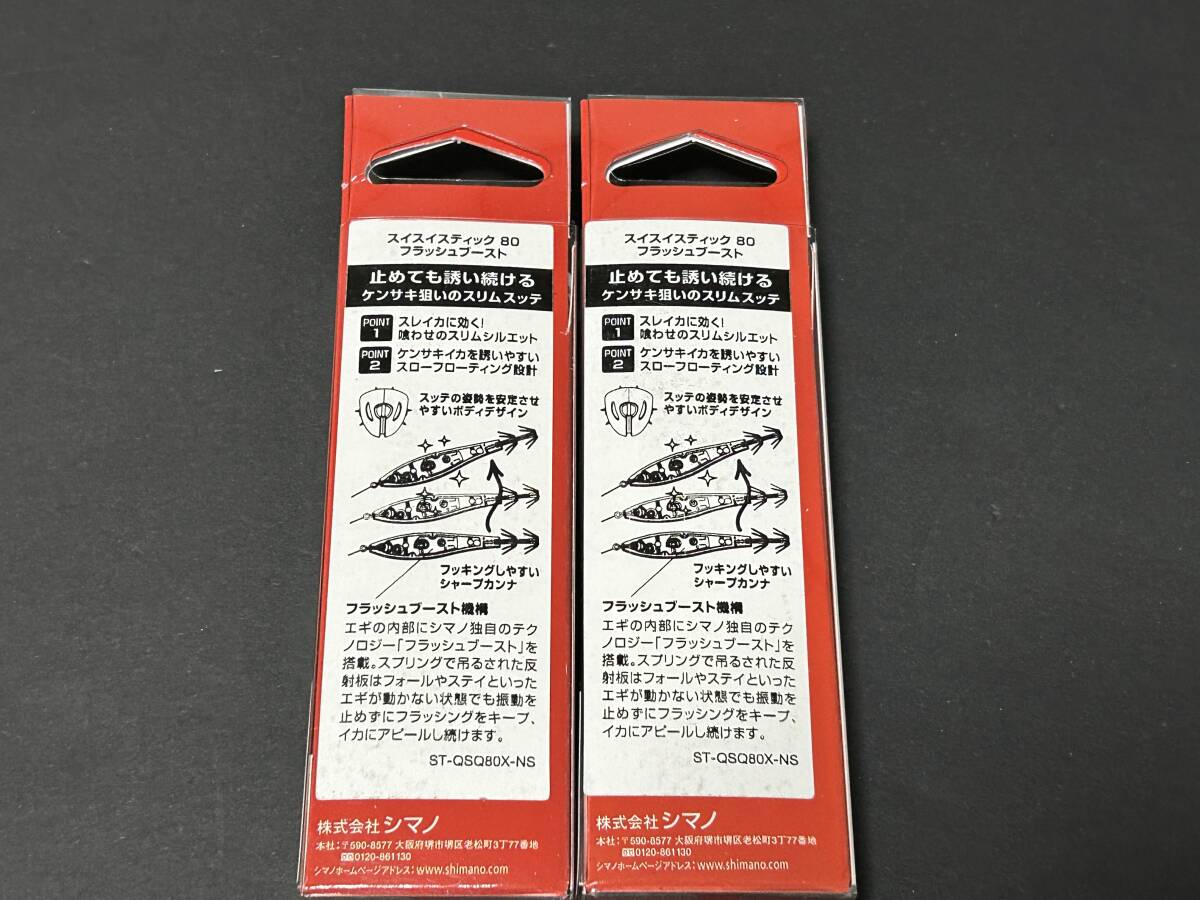 スイスイスティック 80
フラッシュブースト
止めても誘い続ける
ケンサキ狙いのスリムスッテ
POINT 1 スレイカに効く!
喰わせのスリムシルエット
POINT 2 ケンサキイカを誘いやすい
スローフローティング設計
スッテの姿勢を安定させ
やすいボディデザイン
フッキングしやすい
シャープカンナ
フラッシュブースト機構
エギの内部にシマノ独自のテク
ノロジー「フラッシュブースト」を
搭載。スプリングで吊るされた反
射板はフォールやステイといった
エギが動かない状態でも振動を
止めずにフラッシングをキープ、
イカにアピールし続けます。
ST-QSQ80X-NS
株式会社 シマノ
本社:〒590-8577 大阪府堺市堺区老松町3丁77番地
0120-861130
シマノホームページアドレス: www.shimano.com
スイスイスティック 80
フラッシュブースト
止めても誘い続ける
ケンサキ狙いのスリムスッテ
POINT 1 スレイカに効く!
喰わせのスリムシルエット
POINT 2 ケンサキイカを誘いやすい
スローフローティング設計
スッテの姿勢を安定させ
やすいボディデザイン
フッキングしやすい
シャープカンナ
フラッシュブースト機構
エギの内部にシマノ独自のテク
ノロジー「フラッシュブースト」を
搭載。スプリングで吊るされた反
射板はフォールやステイといった
エギが動かない状態でも振動を
止めずにフラッシングをキープ、
イカにアピールし続けます。
ST-QSQ80X-NS
株式会社 シマノ
本社:〒590-8577 大阪府堺市堺区老松町3丁77番地
0120-861130
シマノホームページアドレス: www.shimano.com